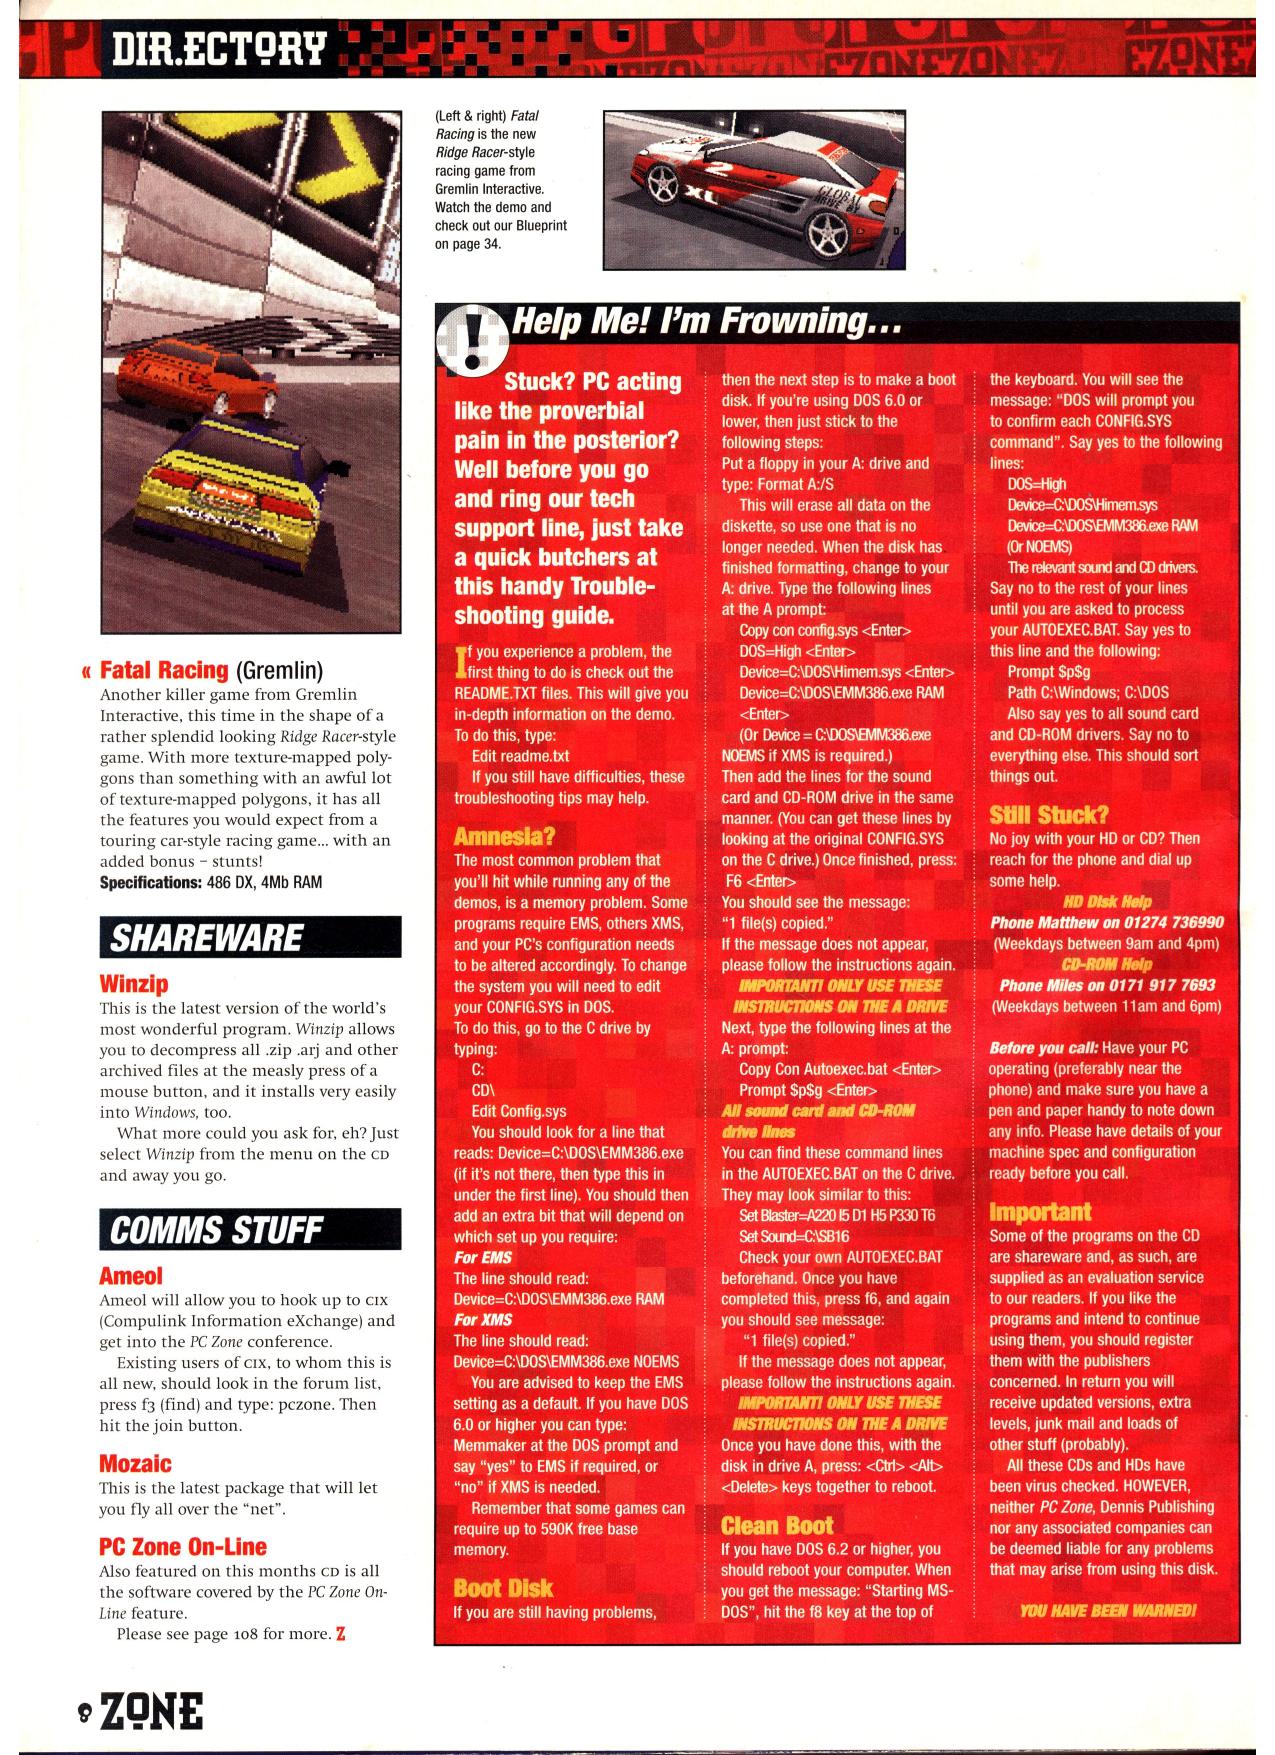 DIR.ECTORY
(Left & right) Fatal
Racing is the new
Ridge Racer-style
racing game from
Gremlin Interactive.
Watch the demo and
check out our Blueprint
on page 34.
« Fatal Racing (Gremlin)
Another killer game from Gremlin
Interactive, this time in the shape of a
rather splendid looking Ridge Racer-style
game. With more texture-mapped poly-
gons than something with an awful lot
of texture-mapped polygons, it has all
the features you would expect from a
touring car-style racing game... with an
added bonus – stunts!
Specifications: 486 DX, 4Mb RAM
SHAREWARE
Winzip
This is the latest version of the world's
most wonderful program. Winzip allows
you to decompress all .zip .arj and other
archived files at the measly press of a
mouse button, and it installs very easily
into Windows, too.
What more could you ask for, eh? Just
select Winzip from the menu on the CD
and away you go.
COMMS STUFF
Ameol
Ameol will allow you to hook up to CIX
(Compulink Information eXchange) and
get into the PC Zone conference.
Existing users of CIX, to whom this is
all new, should look in the forum list,
press f3 (find) and type: pczone. Then
hit the join button.
Mozaic
This is the latest package that will let
you fly all over the "net".
PC Zone On-Line
Also featured on this months CD is all
the software covered by the PC Zone On-
Line feature.
Please see page 108 for more. Z
! Help Me! I'm Frowning...
Stuck? PC acting
like the proverbial
pain in the posterior?
Well before you go
and ring our tech
support line, just take
a quick butchers at
this handy Trouble-
shooting guide.
If you experience a problem, the
first thing to do is check out the
README.TXT files. This will give you
in-depth information on the demo.
To do this, type:
Edit readme.txt
If you still have difficulties, these
troubleshooting tips may help.
Amnesia?
The most common problem that
you'll hit while running any of the
demos, is a memory problem. Some
programs require EMS, others XMS,
and your PC's configuration needs
to be altered accordingly. To change
the system you will need to edit
your CONFIG.SYS in DOS.
To do this, go to the C drive by
typing:
C:
CD\
Edit Config.sys
You should look for a line that
reads: Device=C:\DOS\EMM386.exe
(if it's not there, then type this in
under the first line). You should then
add an extra bit that will depend on
which set up you require:
For EMS
The line should read:
Device=C:\DOS\EMM386.exe RAM
For XMS
The line should read:
Device=C:\DOS\EMM386.exe NOEMS
You are advised to keep the EMS
setting as a default. If you have DOS
6.0 or higher you can type:
Memmaker at the DOS prompt and
say "yes" to EMS if required, or
"no" if XMS is needed.
Remember that some games can
require up to 590K free base
memory.
Boot Disk
If you are still having problems,
then the next step is to make a boot
disk. If you're using DOS 6.0 or
lower, then just stick to the
following steps:
Put a floppy in your A: drive and
type: Format A:/S
This will erase all data on the
diskette, so use one that is no
longer needed. When the disk has
finished formatting, change to your
A: drive. Type the following lines
at the A prompt:
Copy con config.sys <Enter>
DOS=High <Enter>
Device=C:\DOS\Himem.sys <Enter>
Device=C:\DOS\EMM386.exe RAM
<Enter>
(Or Device = C:\DOS\EMM386.exe
NOEMS if XMS is required.)
Then add the lines for the sound
card and CD-ROM drive in the same
manner. (You can get these lines by
looking at the original CONFIG.SYS
on the C drive.) Once finished, press:
F6 <Enter>
You should see the message:
"1 file(s) copied."
If the message does not appear,
please follow the instructions again.
IMPORTANT! ONLY USE THESE
INSTRUCTIONS ON THE A DRIVE
Next, type the following lines at the
A: prompt:
Copy Con Autoexec.bat <Enter>
Prompt $p$g <Enter>
All sound card and CD-ROM
drive lines
You can find these command lines
in the AUTOEXEC.BAT on the C drive.
They may look similar to this:
Set Blaster=A220 I5 D1 H5 P330 T6
Set Sound=C:\SB16
Check your own AUTOEXEC.BAT
beforehand. Once you have
completed this, press f6, and again
you should see message:
"1 file(s) copied."
If the message does not appear,
please follow the instructions again.
IMPORTANT! ONLY USE THESE
INSTRUCTIONS ON THE A DRIVE
Once you have done this, with the
disk in drive A, press: <Ctrl> <Alt>
<Delete> keys together to reboot.
Clean Boot
If you have DOS 6.2 or higher, you
should reboot your computer. When
you get the message: "Starting MS-
DOS", hit the f8 key at the top of
the keyboard. You will see the
message: "DOS will prompt you
to confirm each CONFIG.SYS
command". Say yes to the following
lines:
DOS=High
Device=C:\DOS\Himem.sys
Device=C:\DOS\EMM386.exe RAM
(Or NOEMS)
The relevant sound and CD drivers.
Say no to the rest of your lines
until you are asked to process
your AUTOEXEC.BAT. Say yes to
this line and the following:
Prompt $p$g
Path C:\Windows; C:\DOS
Also say yes to all sound card
and CD-ROM drivers. Say no to
everything else. This should sort
things out.
Still Stuck?
No joy with your HD or CD? Then
reach for the phone and dial up
some help.
HD Disk Help
Phone Matthew on 01274 736990
(Weekdays between 9am and 4pm)
CD-ROM Help
Phone Miles on 0171 917 7693
(Weekdays between 11am and 6pm)
Before you call: Have your PC
operating (preferably near the
phone) and make sure you have a
pen and paper handy to note down
any info. Please have details of your
machine spec and configuration
ready before you call.
Important
Some of the programs on the CD
are shareware and, as such, are
supplied as an evaluation service
to our readers. If you like the
programs and intend to continue
using them, you should register
them with the publishers
concerned. In return you will
receive updated versions, extra
levels, junk mail and loads of
other stuff (probably).
All these CDs and HDs have
been virus checked. HOWEVER,
neither PC Zone, Dennis Publishing
nor any associated companies can
be deemed liable for any problems
that may arise from using this disk.
YOU HAVE BEEN WARNED!
8 ZONE